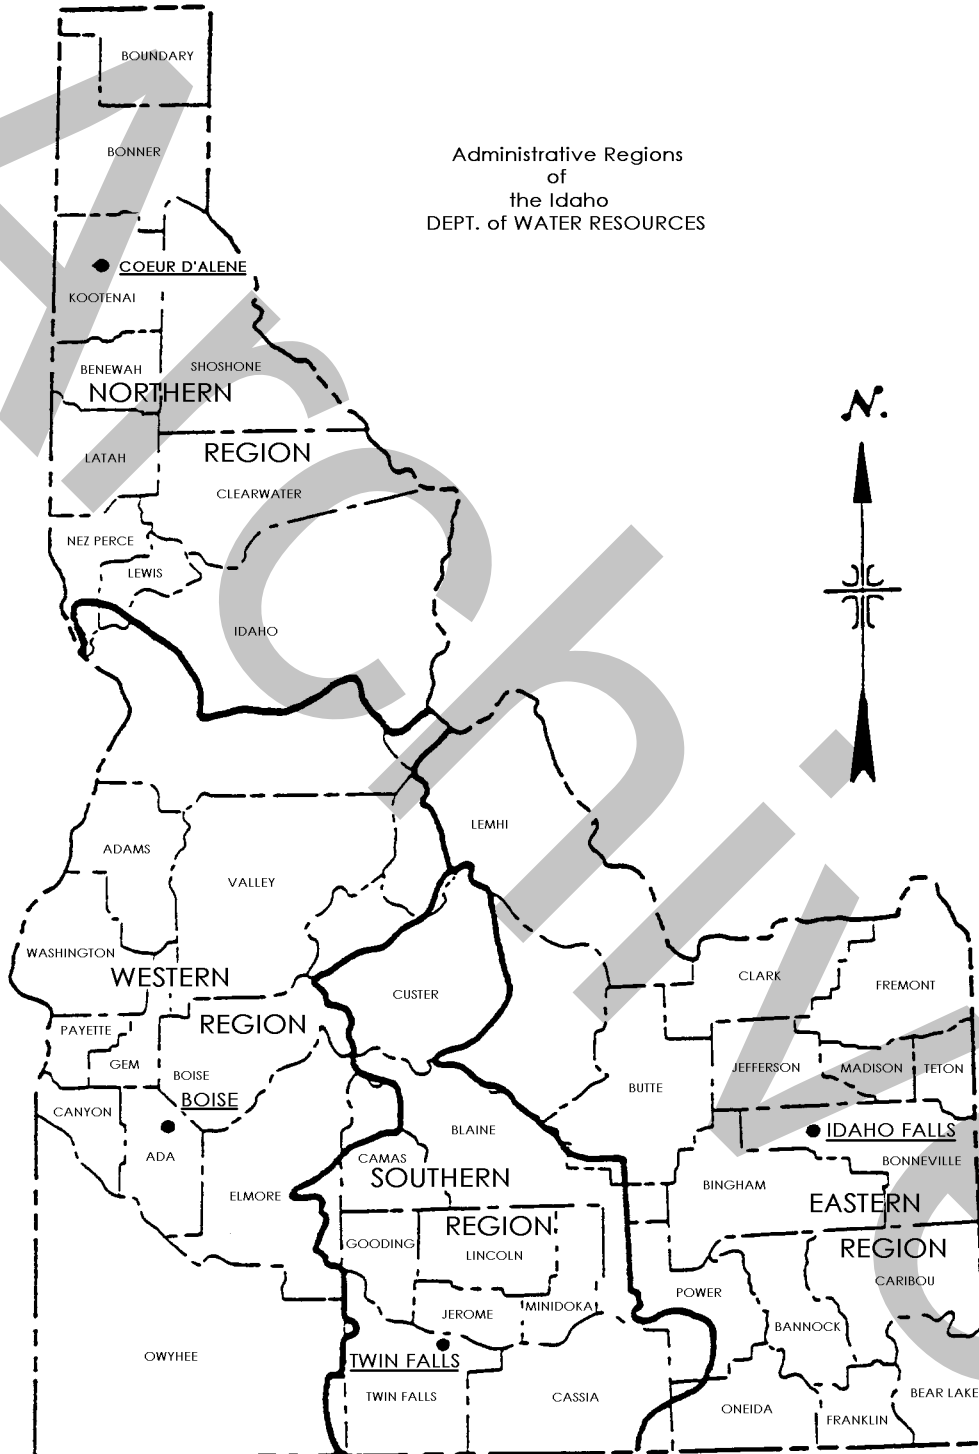 BOUNDARY
BONNER
Administrative Regions
of
the Idaho
DEPT. of WATER RESOURCES
COEUR D'ALENE
KOOTENAI
BENEWAH
SHOSHONE
NORTHERN
REGION
LATAH
CLEARWATER
N.
NEZ PERCE
LEWIS
IDAHO
LEMHI
ADAMS
VALLEY
WASHINGTON
WESTERN
REGION
CUSTER
CLARK
FREMONT
PAYETTE
GEM
BOISE
BOISE
CANYON
ADA
ELMORE
BUTTE
JEFFERSON
MADISON
TETON
IDAHO FALLS
BONNEVILLE
BINGHAM
EASTERN
REGION
CARIBOU
BLAINE
CAMAS
SOUTHERN
REGION
GOODING
LINCOLN
JEROME
MINIDOKA
POWER
BANNOCK
OWYHEE
TWIN FALLS
TWIN FALLS
CASSIA
ONEIDA
FRANKLIN
BEAR LAKE
Archive